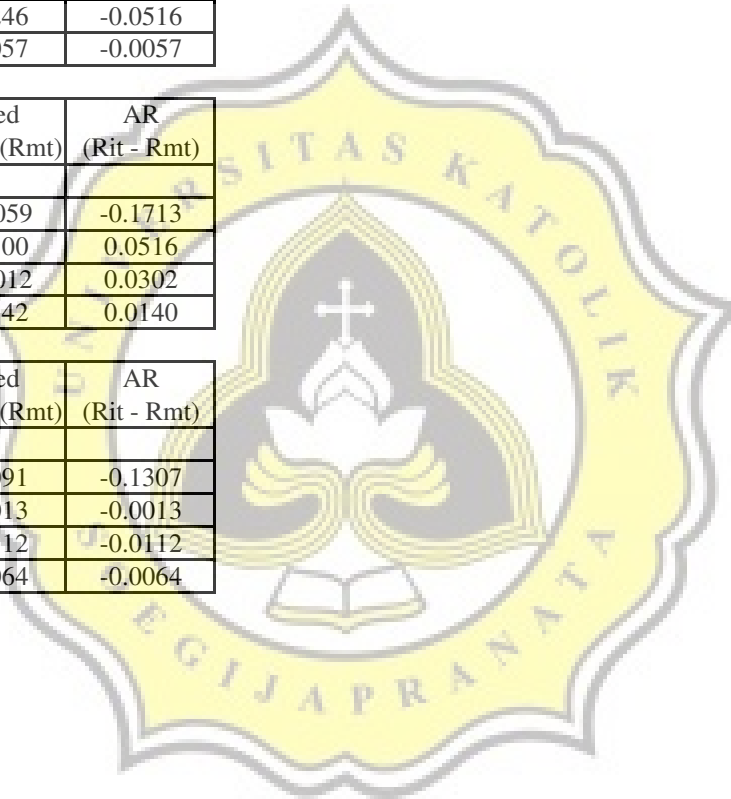 46 -0.0516
057 -0.0057
ed AR
(Rmt) (Rit - Rmt)
059 -0.1713
00 0.0516
012 0.0302
42 0.0140
ed AR
(Rmt) (Rit - Rmt)
091 -0.1307
013 -0.0013
12 -0.0112
064 -0.0064
UNIVERSITAS KATOLIK
SOEGIJAPRANATA